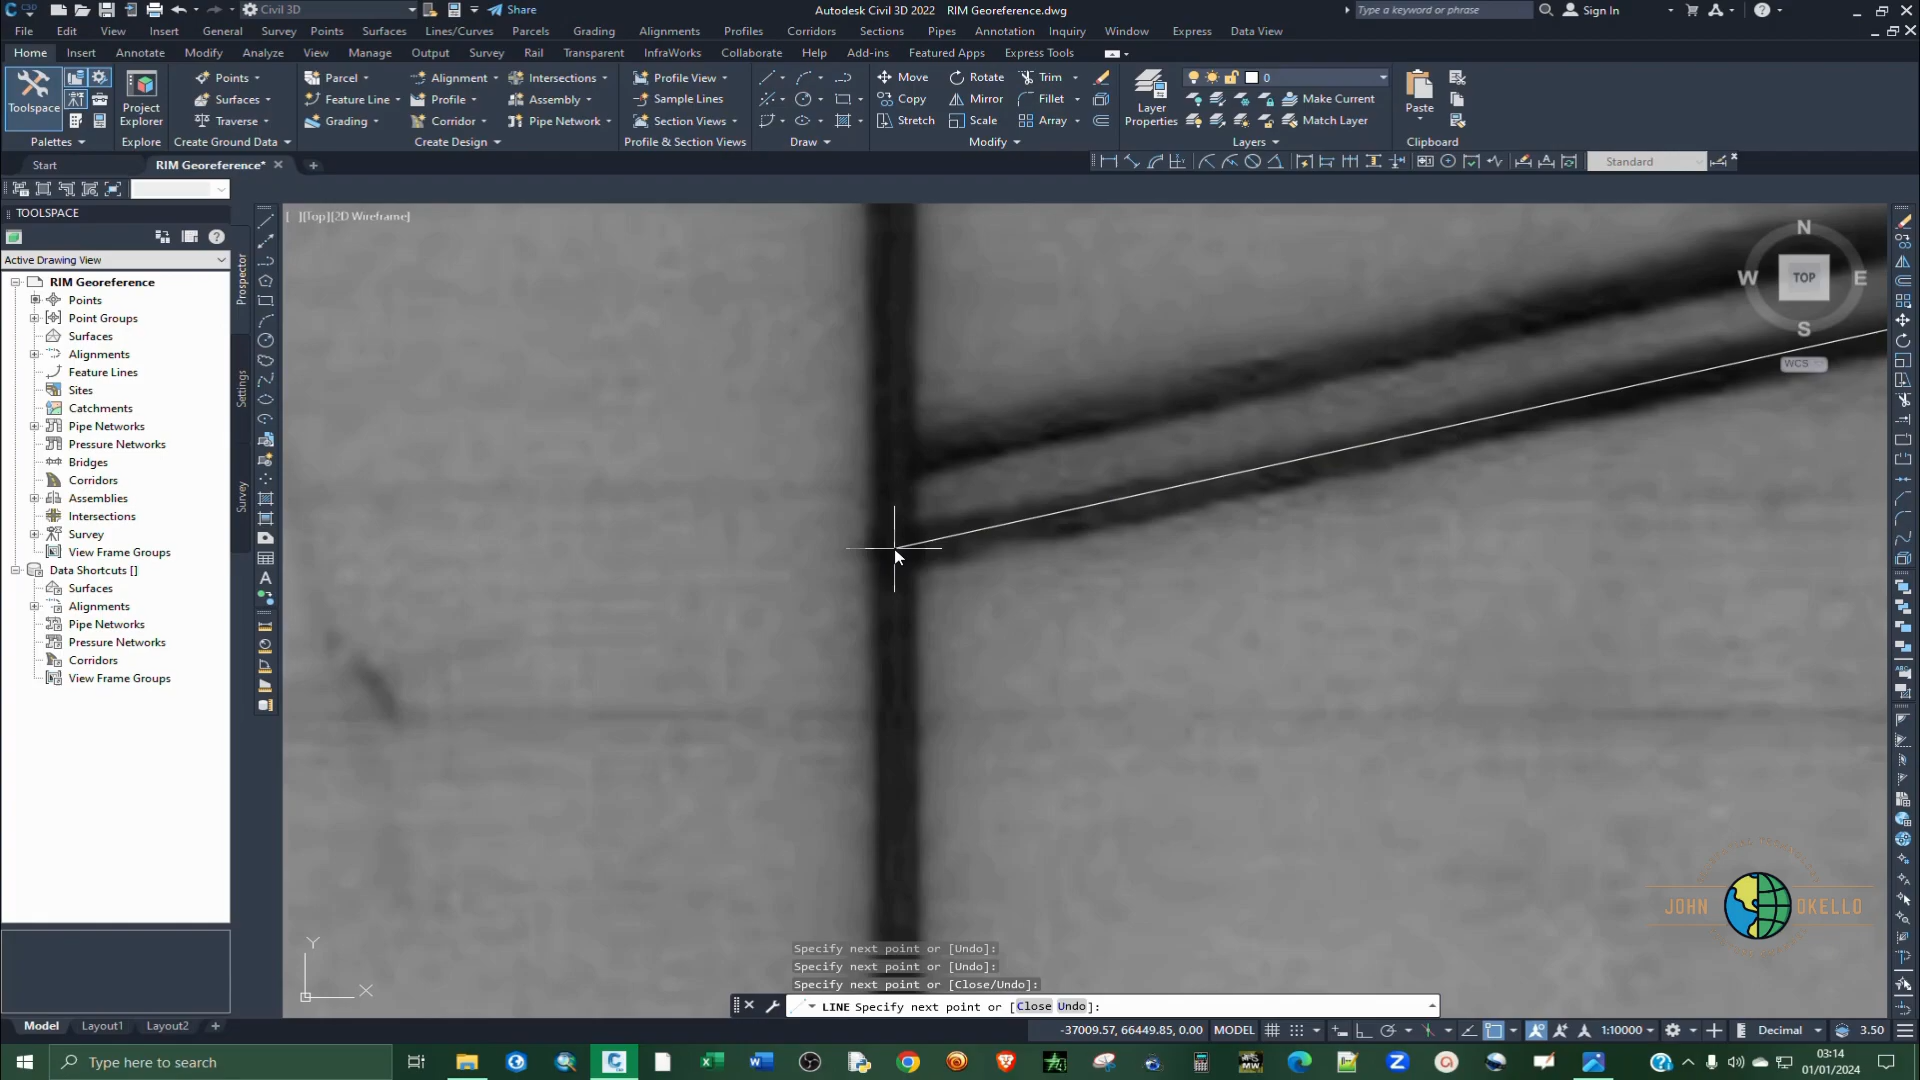 Civil 3D
Share
Autodesk Civil 3D 2022 RIM Georeference.dwg
Type a keyword or phrase
Sign In
File Edit View Insert General Survey Points Surfaces Lines/Curves Parcels Grading Alignments Profiles Corridors Sections Pipes Annotation Inquiry Window Express Data View
Home Insert Annotate Modify Analyze View Manage Output Survey Rail Transparent InfraWorks Collaborate Help Add-ins Featured Apps Express Tools
Points Parcel Alignment Intersections Profile View Move Rotate Trim 0
Toolspace Project Explorer Surfaces Feature Line Profile Assembly Sample Lines Copy Mirror Fillet Layer Properties Make Current Paste
Traverse Grading Corridor Pipe Network Section Views Stretch Scale Array Match Layer
Palettes Explore Create Ground Data Create Design Profile & Section Views Draw Modify Layers Clipboard
Start RIM Georeference*
Standard
TOOLSPACE
[Top][2D Wireframe]
Active Drawing View
RIM Georeference
Points
Point Groups
Surfaces
Alignments
Feature Lines
Sites
Catchments
Pipe Networks
Pressure Networks
Bridges
Corridors
Assemblies
Intersections
Survey
View Frame Groups
Data Shortcuts []
Surfaces
Alignments
Pipe Networks
Pressure Networks
Corridors
View Frame Groups
Prospector
Settings
Survey
N
W TOP E
S
WCS
JOHN OKELLO
Y
X
Specify next point or [Undo]:
Specify next point or [Undo]:
Specify next point or [Close/Undo]:
LINE Specify next point or [Close Undo]:
Model Layout1 Layout2
-37009.57, 66449.85, 0.00 MODEL 1:10000 Decimal 3.50
Type here to search
03:14
01/01/2024